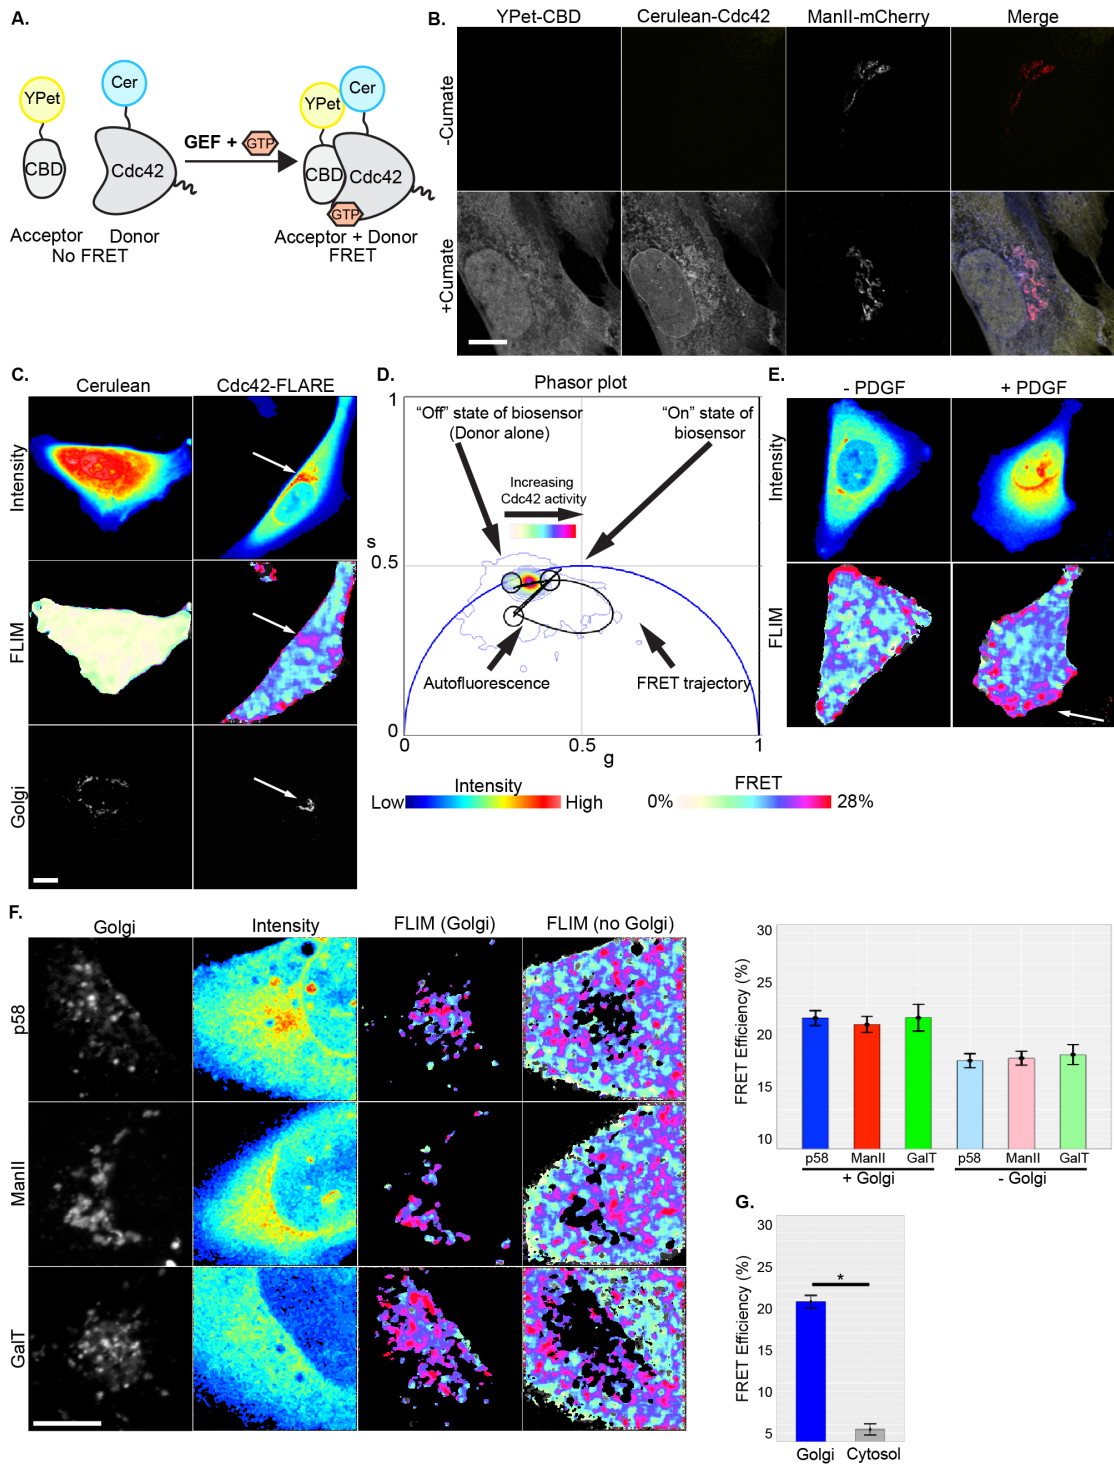 A.
YPet
Cer
CBD
Cdc42
GEF + GTP
YPet
Cer
CBD
Cdc42
GTP
Acceptor Donor
No FRET
Acceptor + Donor
FRET
B.
YPet-CBD Cerulean-Cdc42 ManII-mCherry Merge
-Cumate
+Cumate
C.
Cerulean Cdc42-FLARE
Intensity
FLIM
Golgi
D.
Phasor plot
"Off" state of biosensor
(Donor alone)
"On" state of
biosensor
Increasing
Cdc42 activity
1
s
0.5
0
Autofluorescence
FRET trajectory
0 0.5 1
g
Intensity
Low High
FRET
0% 28%
E.
- PDGF + PDGF
Intensity
FLIM
F.
Golgi Intensity FLIM (Golgi) FLIM (no Golgi)
p58
ManII
GalT
FRET Efficiency (%)
30
25
20
15
10
p58 ManII GalT p58 ManII GalT
+ Golgi - Golgi
G.
FRET Efficiency (%)
30
25
20
15
10
5
*
Golgi Cytosol